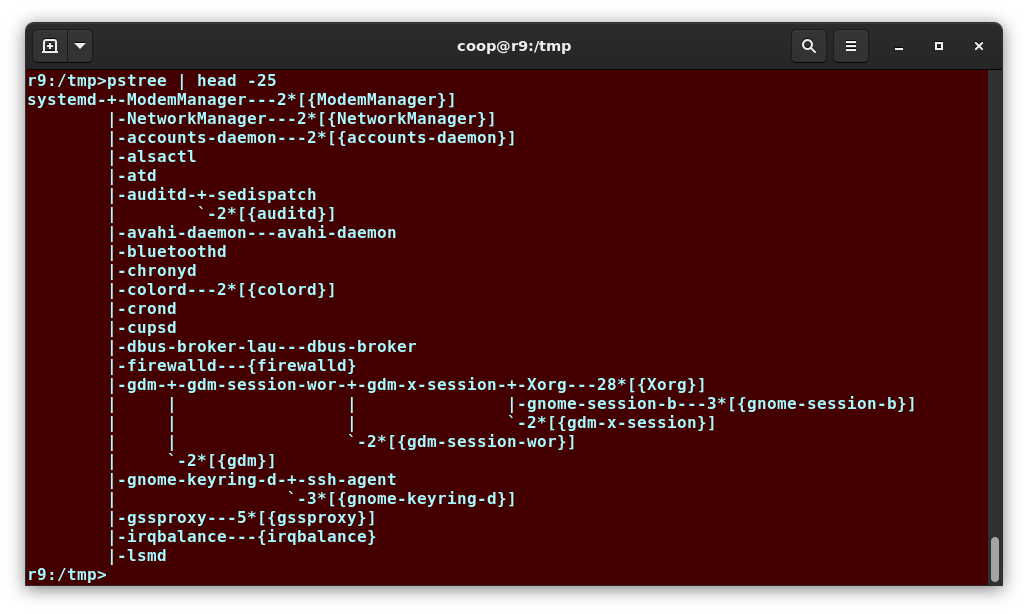 coop@r9:/tmp
r9:/tmp>pstree | head -25
systemd-+-ModemManager---2*[{ModemManager}]
        |-NetworkManager---2*[{NetworkManager}]
        |-accounts-daemon---2*[{accounts-daemon}]
        |-alsactl
        |-atd
        |-auditd-+-sedispatch
        |        `-2*[{auditd}]
        |-avahi-daemon---avahi-daemon
        |-bluetoothd
        |-chronyd
        |-colord---2*[{colord}]
        |-crond
        |-cupsd
        |-dbus-broker-lau---dbus-broker
        |-firewalld---{firewalld}
        |-gdm-+-gdm-session-wor-+-gdm-x-session-+-Xorg---28*[{Xorg}]
        |     |                 |               |-gnome-session-b---3*[{gnome-session-b}]
        |     |                 |               `-2*[{gdm-x-session}]
        |     |                 `-2*[{gdm-session-wor}]
        |     `-2*[{gdm}]
        |-gnome-keyring-d-+-ssh-agent
        |                 `-3*[{gnome-keyring-d}]
        |-gssproxy---5*[{gssproxy}]
        |-irqbalance---{irqbalance}
        |-lsmd
r9:/tmp>